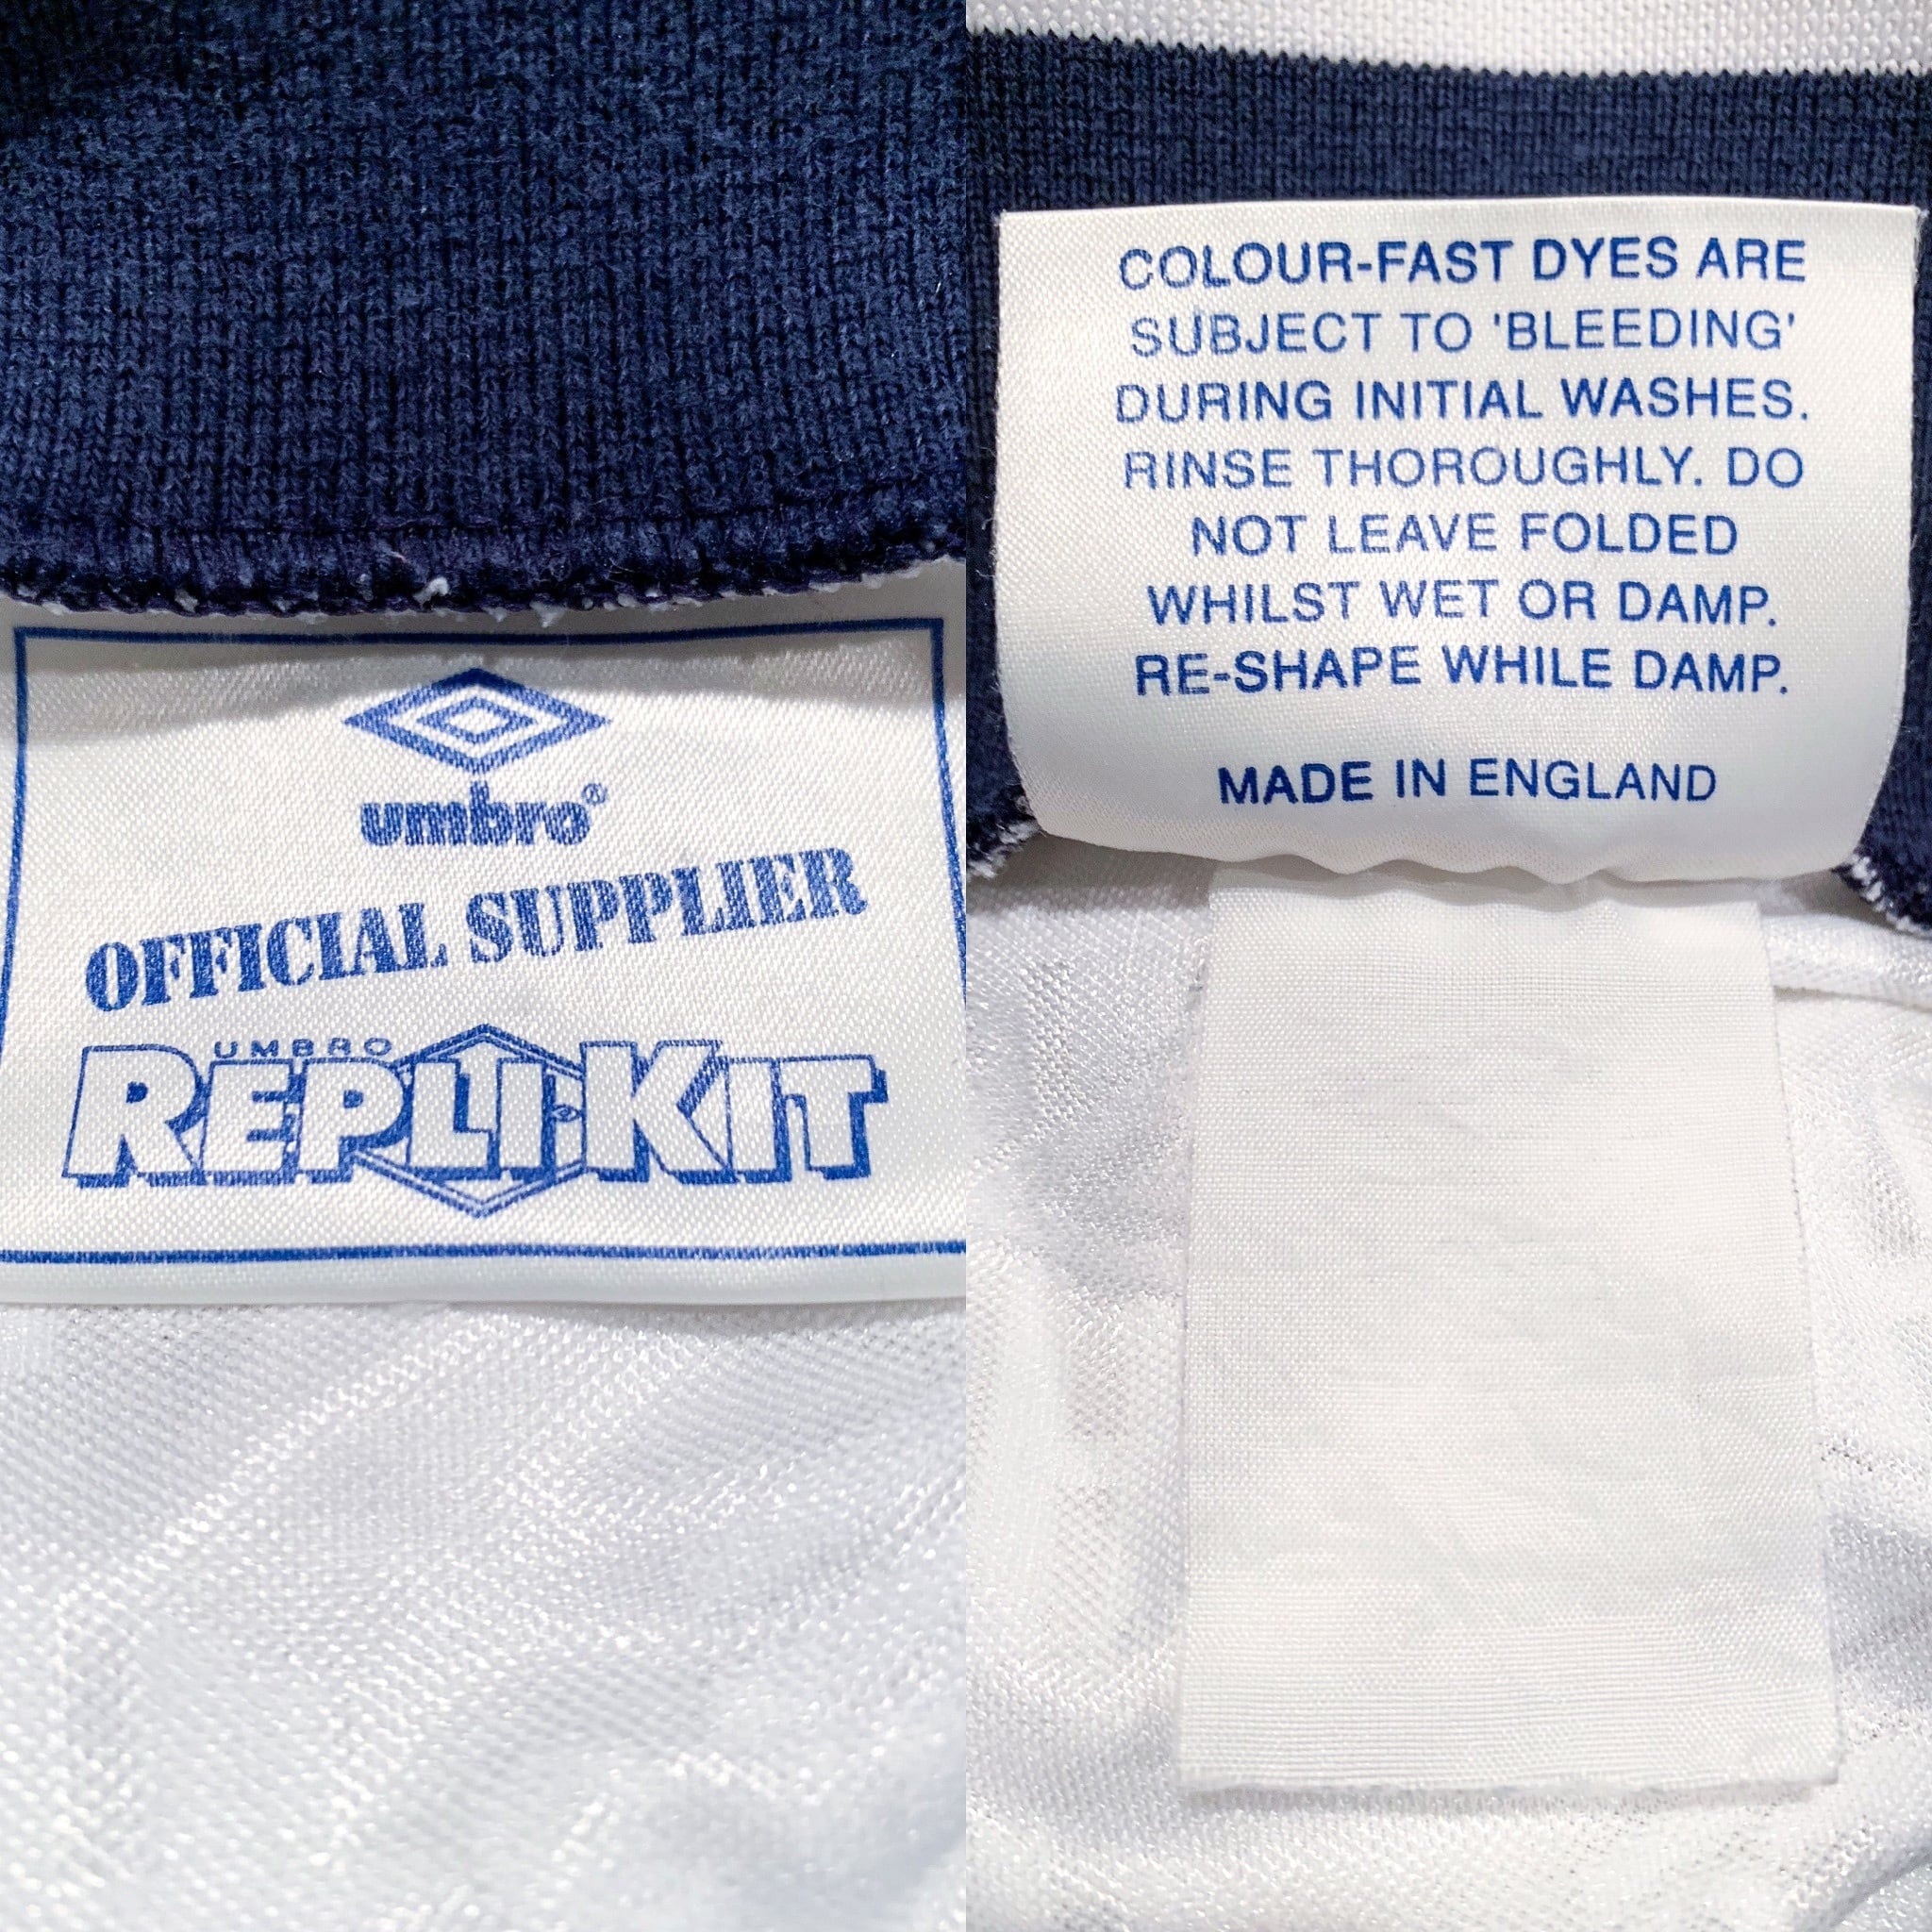 umbro®
OFFICIAL SUPPLIER
UMBRO
REPLI-KIT
COLOUR-FAST DYES ARE
SUBJECT TO 'BLEEDING'
DURING INITIAL WASHES.
RINSE THOROUGHLY. DO
NOT LEAVE FOLDED
WHILST WET OR DAMP.
RE-SHAPE WHILE DAMP.
MADE IN ENGLAND